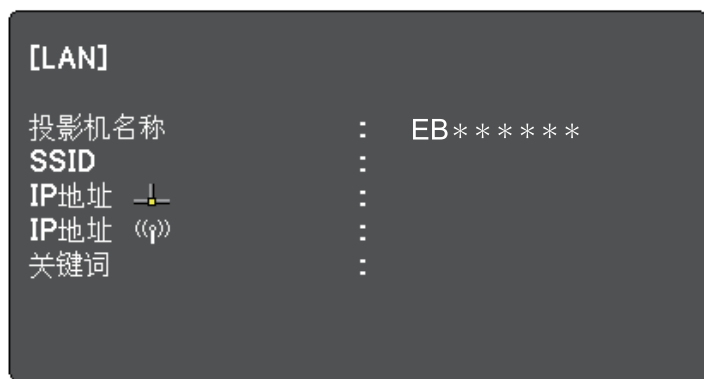 [LAN]
投影机名称 : EB******
SSID :
IP地址 :
IP地址 :
关键词 :